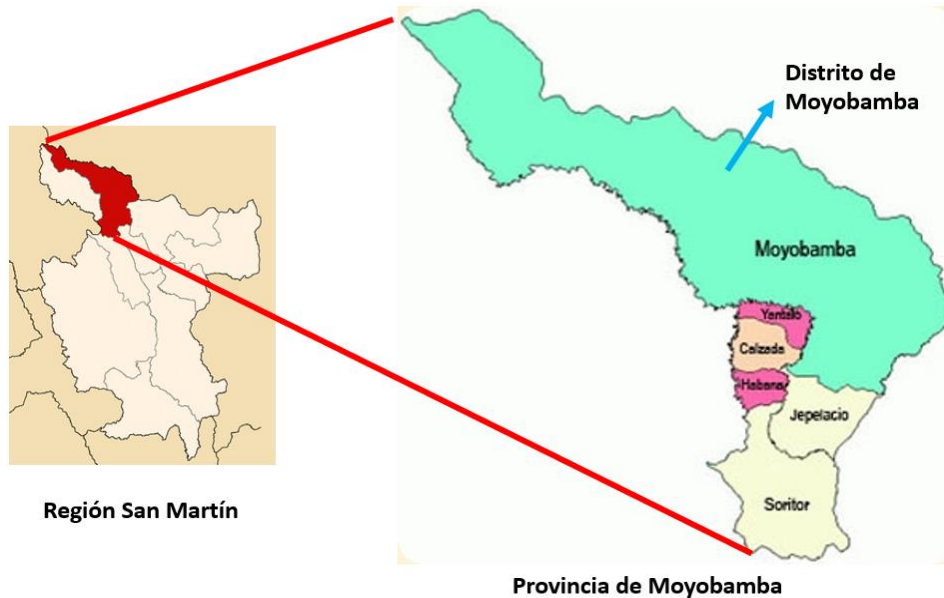 Distrito de
Moyobamba
Moyobamba
Yantalo
Calzada
Habana
Jepelacio
Soritor
Región San Martín
Provincia de Moyobamba